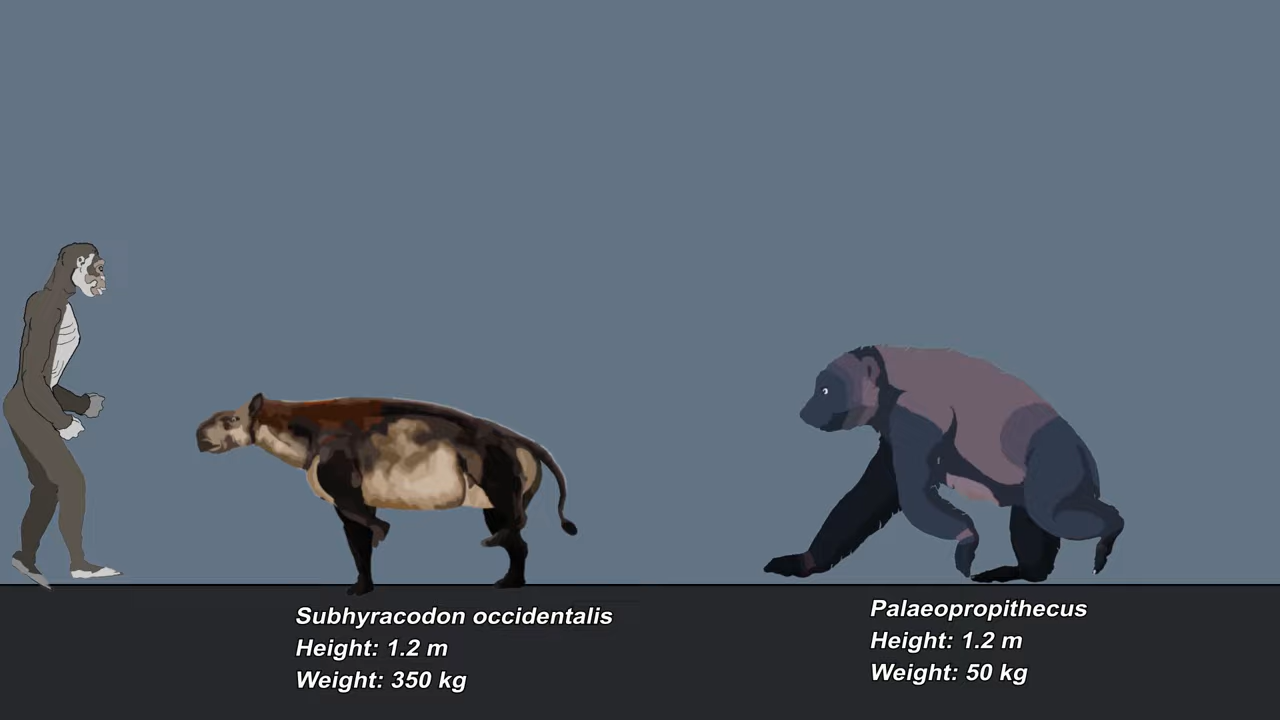 Subhyracodon occidentalis
Height: 1.2 m
Weight: 350 kg
Palaeopropithecus
Height: 1.2 m
Weight: 50 kg